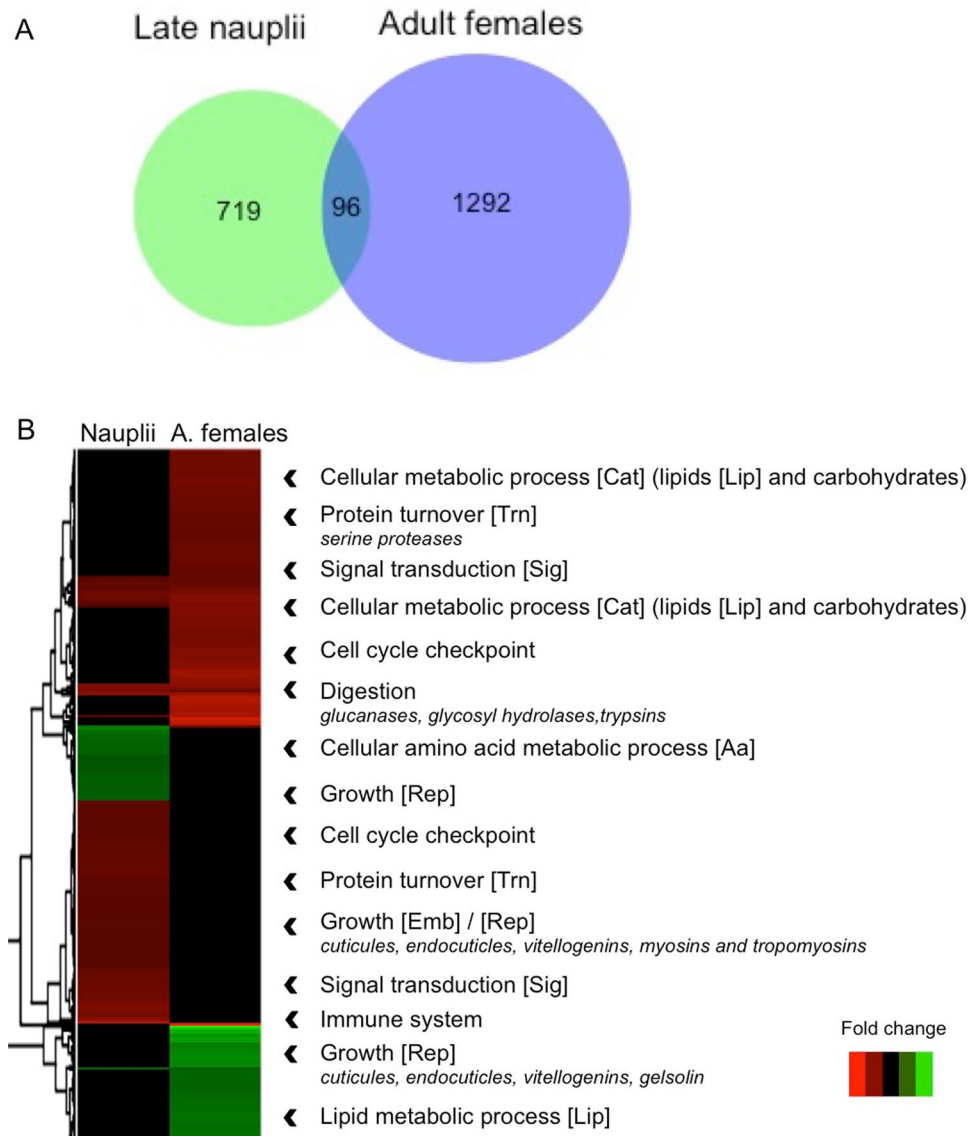 A
Late nauplii
Adult females
719
96
1292
B
Nauplii
A. females
Cellular metabolic process [Cat] (lipids [Lip] and carbohydrates)
Protein turnover [Trn]
serine proteases
Signal transduction [Sig]
Cellular metabolic process [Cat] (lipids [Lip] and carbohydrates)
Cell cycle checkpoint
Digestion
glucanases, glycosyl hydrolases,trypsins
Cellular amino acid metabolic process [Aa]
Growth [Rep]
Cell cycle checkpoint
Protein turnover [Trn]
Growth [Emb] / [Rep]
cuticules, endocuticles, vitellogenins, myosins and tropomyosins
Signal transduction [Sig]
Immune system
Growth [Rep]
cuticules, endocuticles, vitellogenins, gelsolin
Lipid metabolic process [Lip]
Fold change